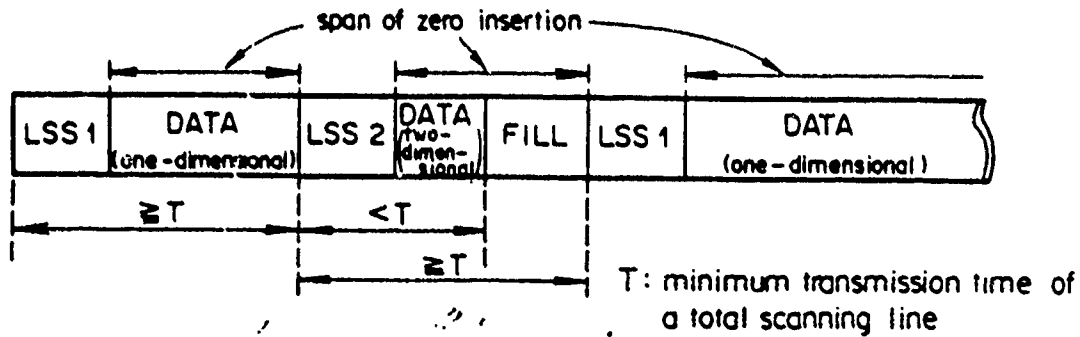 span of zero insertion
LSS 1
DATA
(one-dimensional)
LSS 2
DATA
(two-
dimen-
sional)
FILL
LSS 1
DATA
(one-dimensional)
≧ T
< T
≧ T
T: minimum transmission time of
a total scanning line